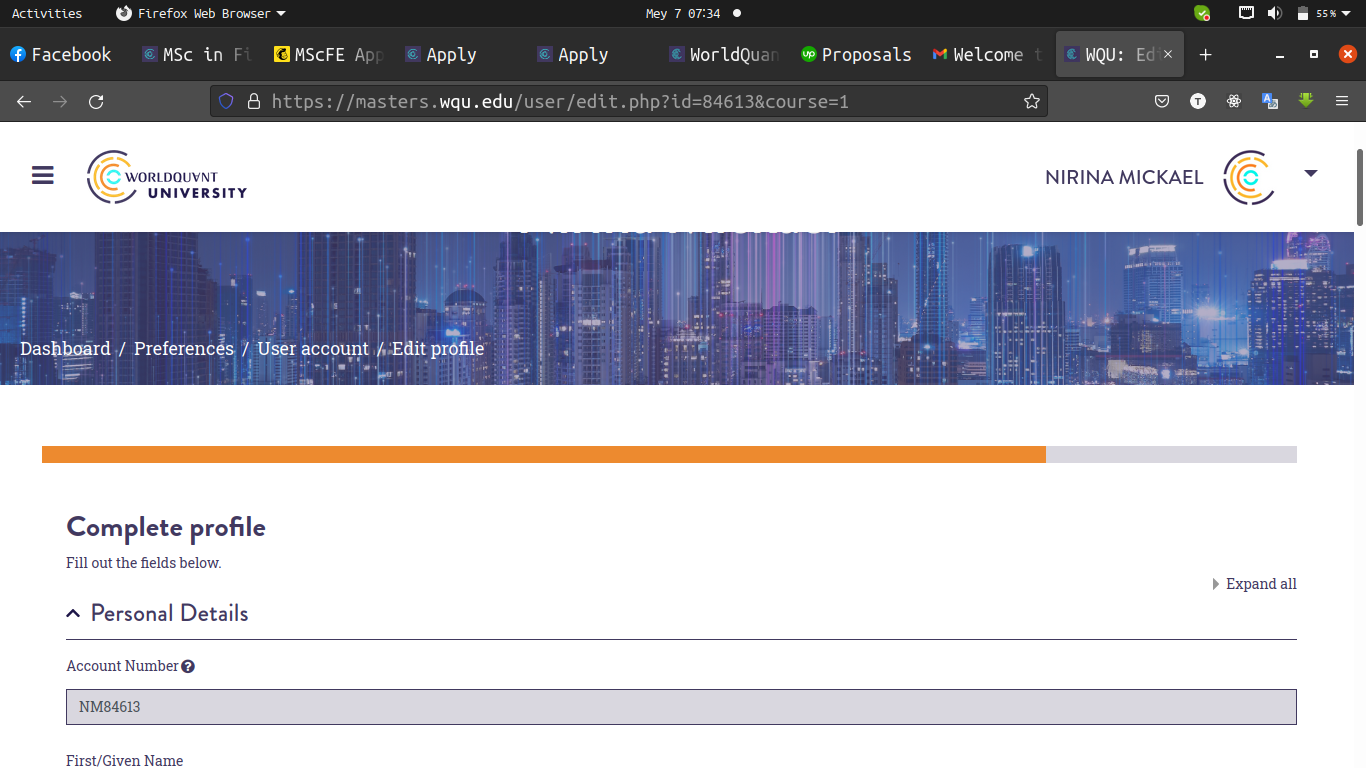 Activities Firefox Web Browser Mey 7 07:34 55%
Facebook MSc in Fi MScFE App Apply Apply WorldQuan Proposals Welcome t WQU: Edi
https://masters.wqu.edu/user/edit.php?id=84613&course=1
WORLDQUANT
UNIVERSITY
NIRINA MICKAEL
Dashboard / Preferences / User account / Edit profile
Complete profile
Fill out the fields below.
Expand all
Personal Details
Account Number
NM84613
First/Given Name